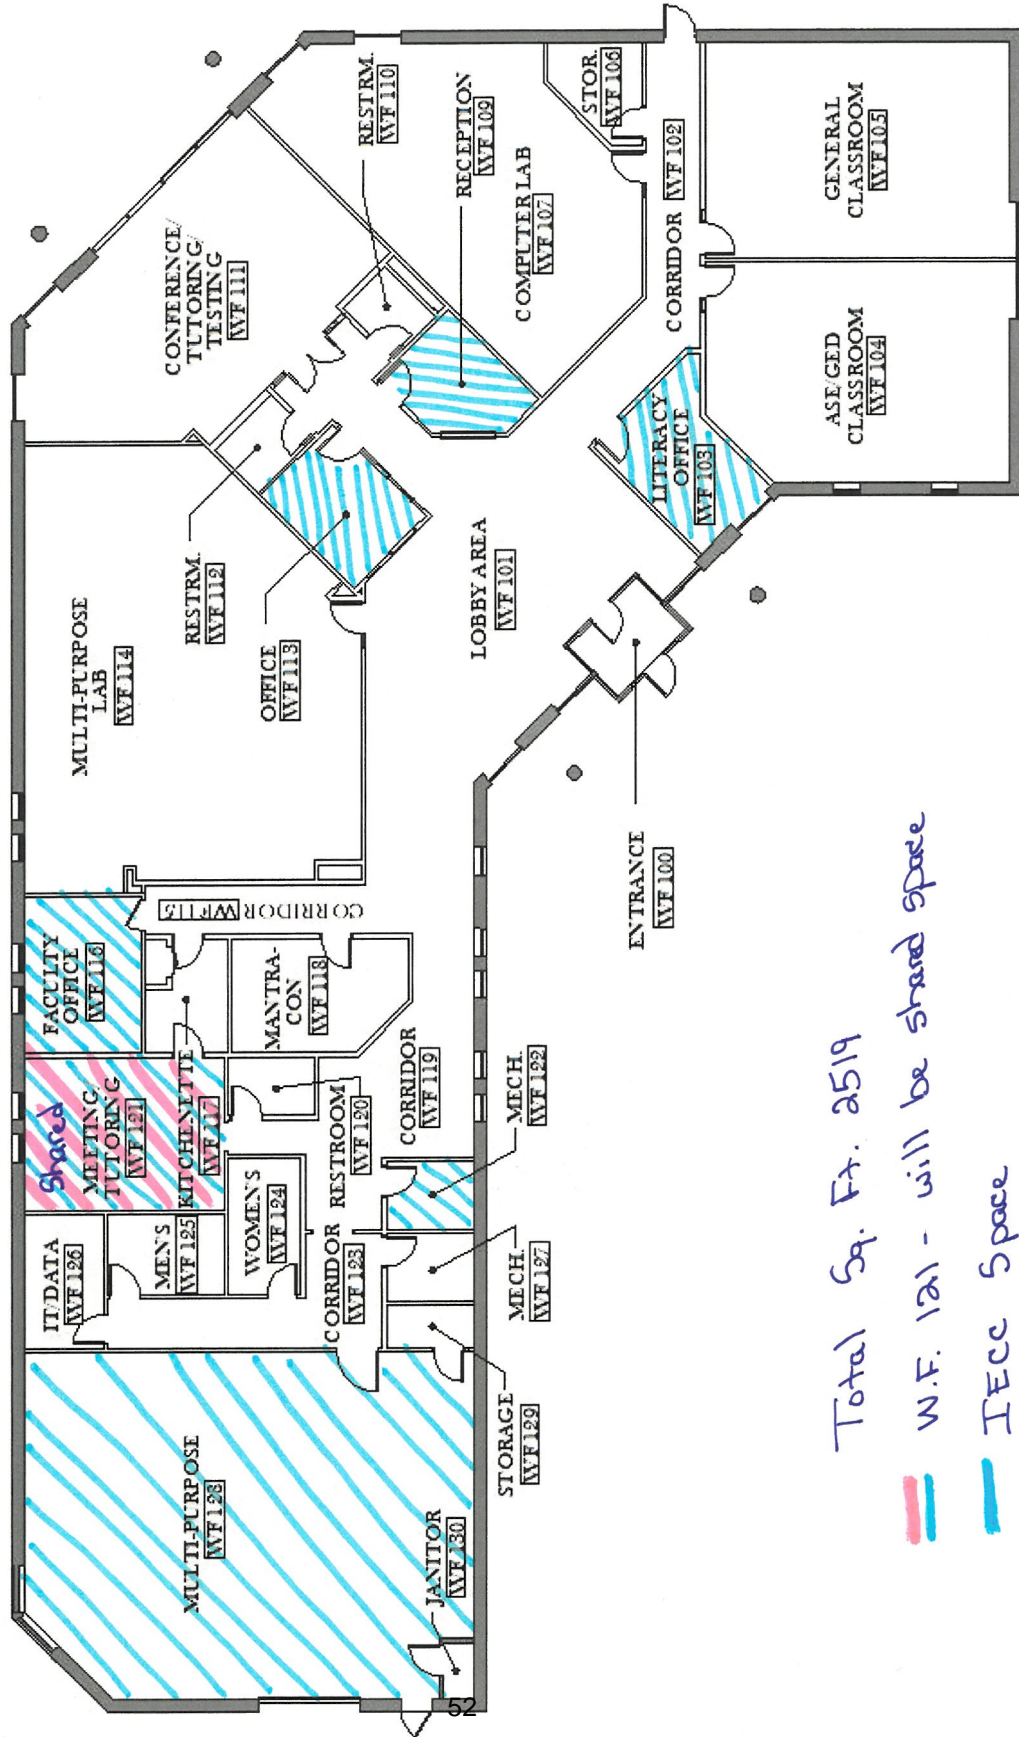 MULTI-PURPOSE
LAB
WF 114
CONFERENCE/
TUTORING/
TESTING
WF 111
RESTRM.
WF 110
RECEPTION
WF 109
STOR.
WF 106
COMPUTER LAB
WF 107
CORRIDOR WF 102
GENERAL
CLASSROOM
WF 105
ASE/GED
CLASSROOM
WF 104
LITERACY
OFFICE
WF 103
RESTRM.
WF 112
OFFICE
WF 113
LOBBY AREA
WF 101
ENTRANCE
WF 100
CORRIDOR WF115
FACULTY
OFFICE
WF 116
MANTRA-
CON
WF 118
KITCHENETTE
WF 117
Shared
MEETING/
TUTORING
WF 121
CORRIDOR
WF 119
RESTROOM
WF 120
MECH.
WF 122
WOMEN'S
WF 124
MEN'S
WF 125
IT/DATA
WF 126
CORRIDOR
WF 123
MECH.
WF 127
STORAGE
WF 129
MULTI-PURPOSE
WF 128
JANITOR
WF 130
Total Sq. Ft. 2519
W.F. 121 - will be shared space
IECC Space
52